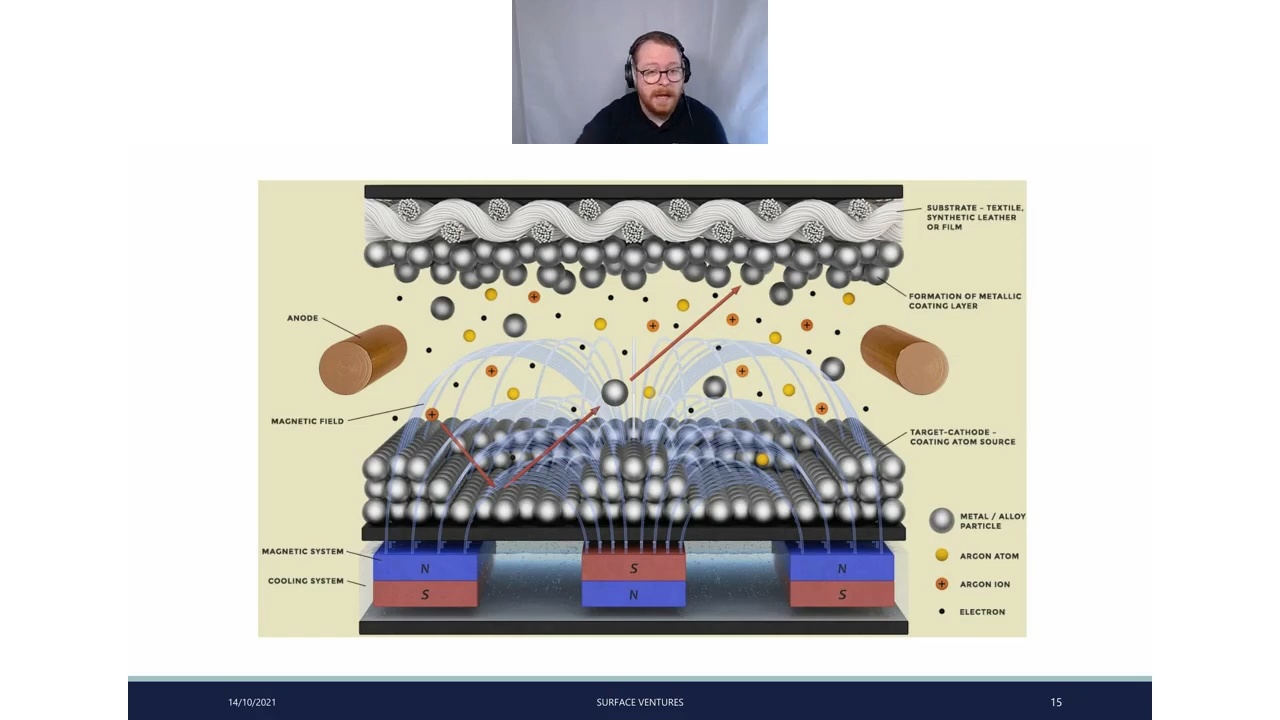 SUBSTRATE – TEXTILE,
SYNTHETIC LEATHER
OR FILM
FORMATION OF METALLIC
COATING LAYER
ANODE
MAGNETIC FIELD
TARGET-CATHODE –
COATING ATOM SOURCE
METAL / ALLOY
PARTICLE
MAGNETIC SYSTEM
ARGON ATOM
N
S
N
COOLING SYSTEM
ARGON ION
S
N
S
ELECTRON
14/10/2021
SURFACE VENTURES
15